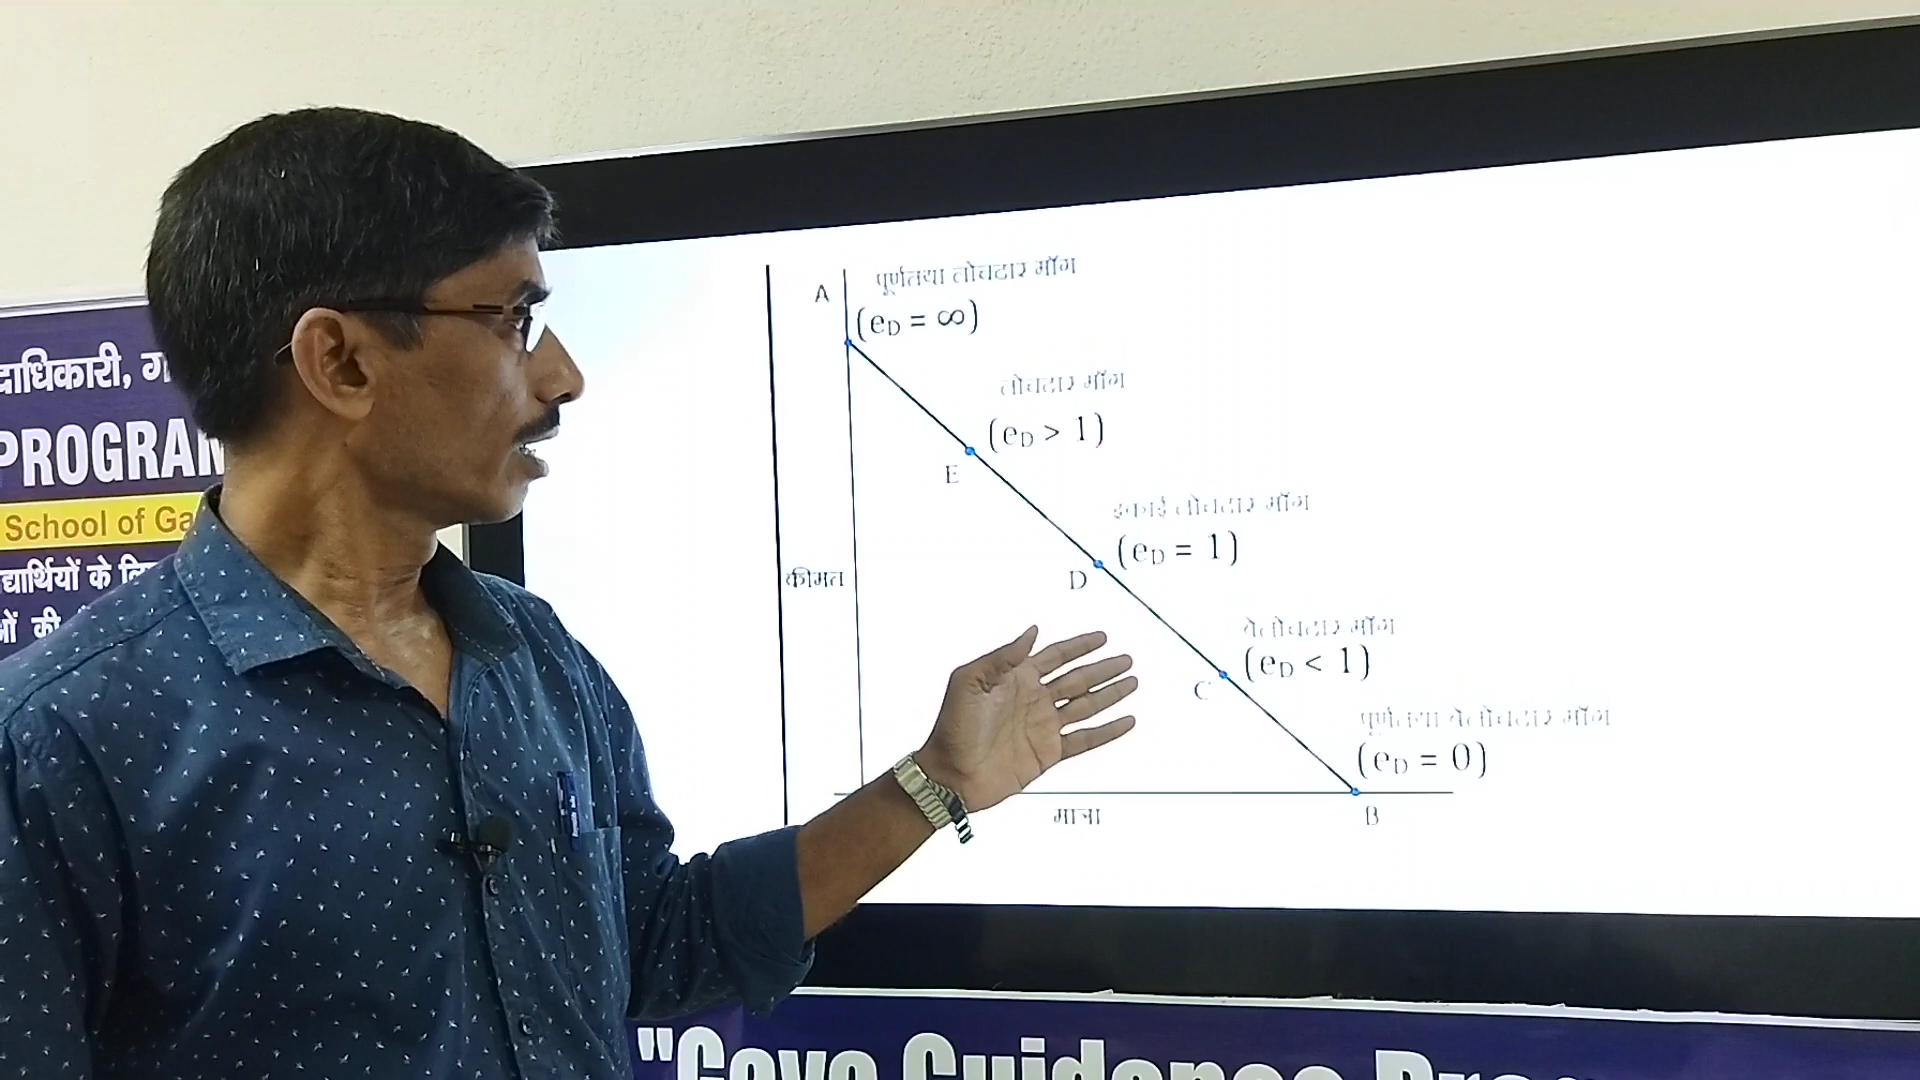 A
पूर्णतया लोचदार माँग
(eD = ∞)
लोचदार माँग
(eD > 1)
E
इकाई लोचदार माँग
(eD = 1)
D
कीमत
बेलोचदार माँग
(eD < 1)
C
पूर्णतया बेलोचदार माँग
(eD = 0)
मात्रा
B
दाधिकारी,
PROGRAM
School of Ga
द्यार्थियों के
ओं की
"Gaya Guidance Prog